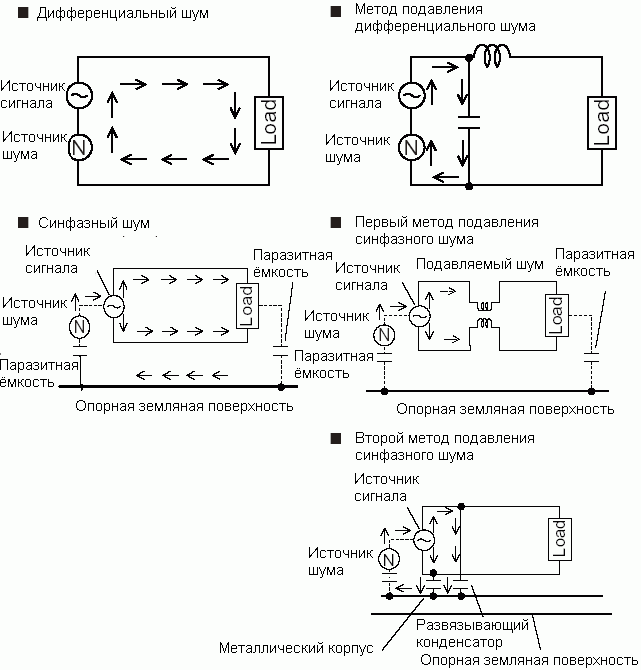 ■ Дифференциальный шум
Источник
сигнала
Источник
шума
N
Load
■ Метод подавления
дифференциального шума
Источник
сигнала
Источник
шума
N
Load
■ Синфазный шум
Источник
сигнала
Паразитная
ёмкость
Источник
шума
N
Load
Паразитная
ёмкость
Опорная земляная поверхность
■ Первый метод подавления
синфазного шума
Источник
сигнала
Подавляемый шум
Паразитная
ёмкость
Источник
шума
N
Load
Паразитная
ёмкость
Опорная земляная поверхность
■ Второй метод подавления
синфазного шума
Источник
сигнала
Источник
шума
N
Load
Металлический корпус
Развязывающий
конденсатор
Опорная земляная поверхность